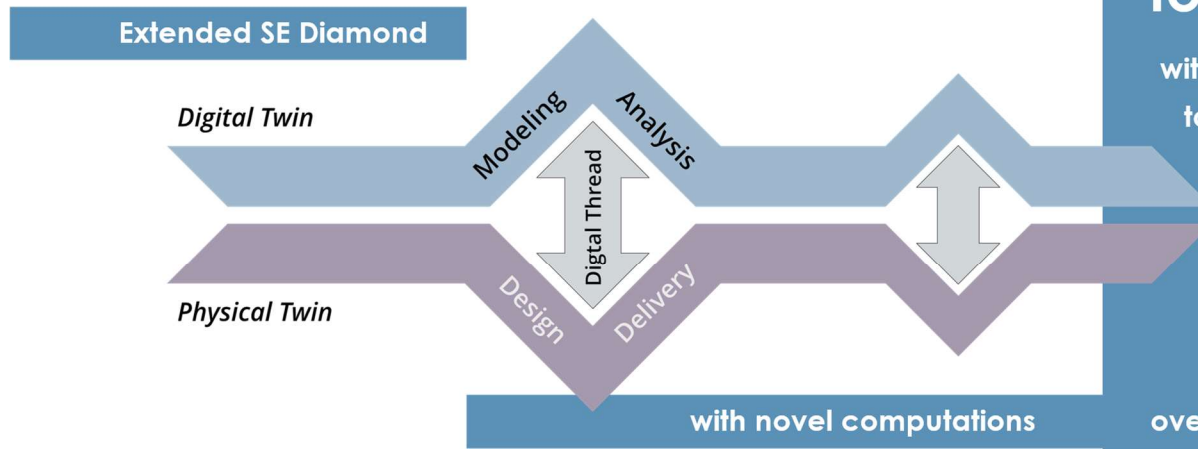 Extended SE Diamond
Digital Twin
Modeling
Analysis
Digtal Thread
Physical Twin
Design
Delivery
with novel computations